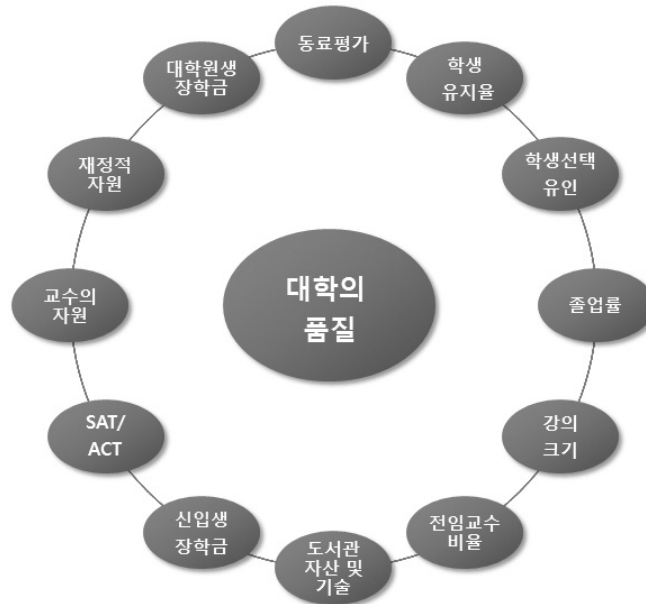 동료평가
학생
유지율
학생선택
유인
졸업률
강의
크기
전임교수
비율
도서관
자산 및
기술
신입생
장학금
SAT/
ACT
교수의
자원
재정적
자원
대학원생
장학금
대학의
품질